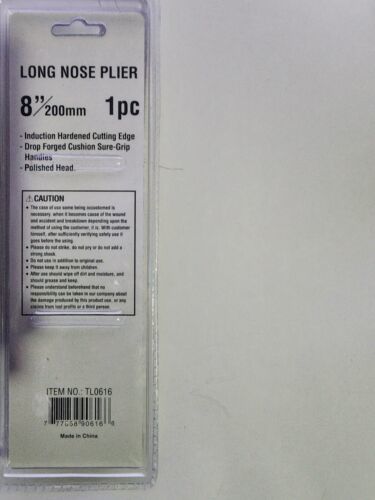 LONG NOSE PLIER
8"/200mm 1pc
- Induction Hardened Cutting Edge
- Drop Forged Cushion Sure-Grip
Handles
- Polished Head.
⚠CAUTION
● The case of use some being accustomed is
necessary. when it becomes cause of the wound
and accident and breakdown depending upon the
method of using the customer, it is. With customer
himself, after sufficiently verifying safely use it
goes before the using.
● Please do not strike, do not pry or do not add a
strong shock.
● Do not use in addition to original use.
● Please keep it away from children.
● After use should wipe off dirt and moisture, and
should grease and keep.
● Please understand beforehand that no
responsibility can be taken in our company about
the damage produced by this product use, or any
claims from lost profits or a third person.
ITEM NO.: TL0616
Made in China